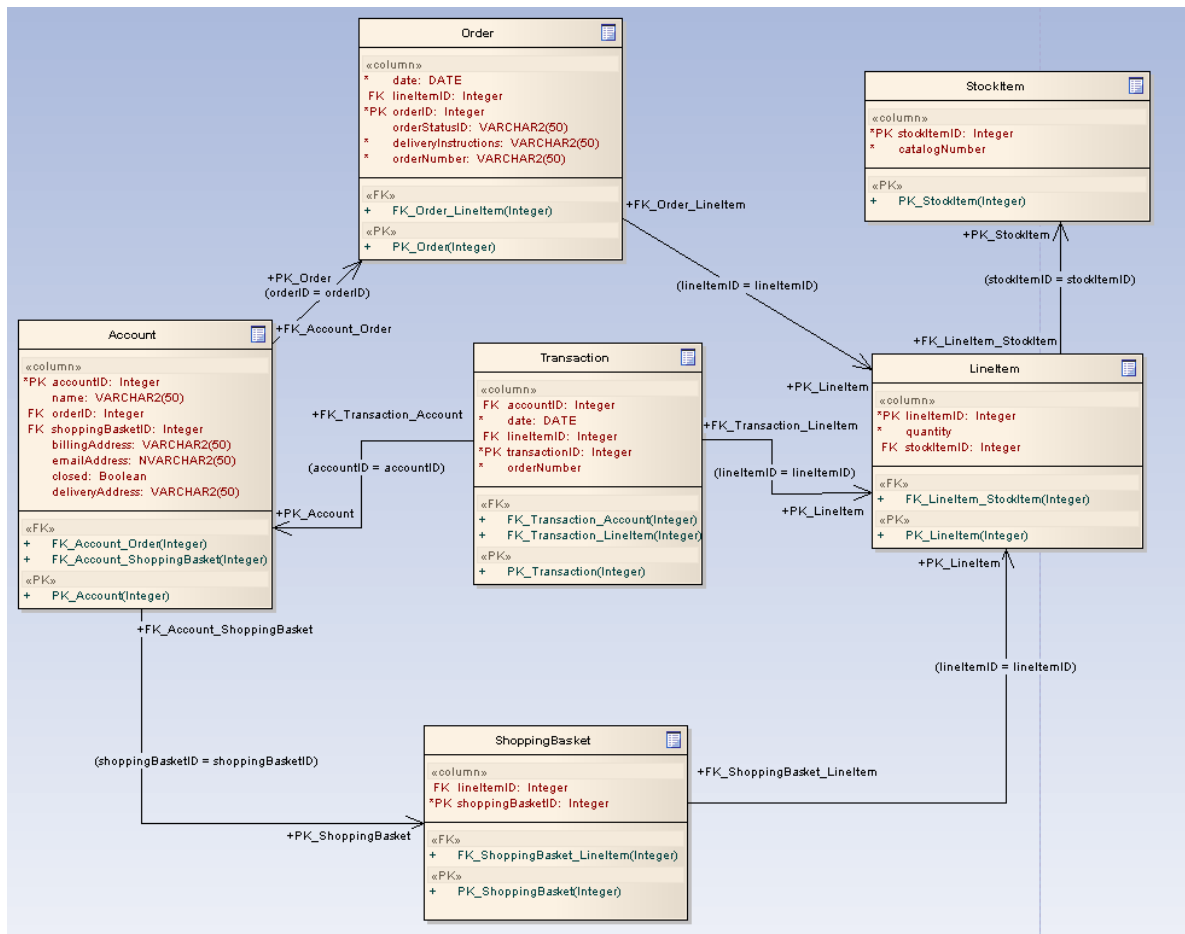 Order
«column»
* date: DATE
FK lineItemID: Integer
*PK orderID: Integer
orderStatusID: VARCHAR2(50)
* deliveryInstructions: VARCHAR2(50)
* orderNumber: VARCHAR2(50)
«FK»
+ FK_Order_LineItem(Integer)
«PK»
+ PK_Order(Integer)
StockItem
«column»
*PK stockItemID: Integer
* catalogNumber
«PK»
+ PK_StockItem(Integer)
+FK_Order_LineItem
+PK_StockItem
+PK_Order
(orderID = orderID)
(lineItemID = lineItemID)
(stockItemID = stockItemID)
+FK_Account_Order
+FK_LineItem_StockItem
Account
«column»
*PK accountID: Integer
name: VARCHAR2(50)
FK orderID: Integer
FK shoppingBasketID: Integer
billingAddress: VARCHAR2(50)
emailAddress: NVARCHAR2(50)
closed: Boolean
deliveryAddress: VARCHAR2(50)
«FK»
+ FK_Account_Order(Integer)
+ FK_Account_ShoppingBasket(Integer)
«PK»
+ PK_Account(Integer)
+FK_Transaction_Account
(accountID = accountID)
+PK_Account
Transaction
«column»
FK accountID: Integer
* date: DATE
FK lineItemID: Integer
*PK transactionID: Integer
* orderNumber
«FK»
+ FK_Transaction_Account(Integer)
+ FK_Transaction_LineItem(Integer)
«PK»
+ PK_Transaction(Integer)
+PK_LineItem
+FK_Transaction_LineItem
(lineItemID = lineItemID)
+PK_LineItem
LineItem
«column»
*PK lineItemID: Integer
* quantity
FK stockItemID: Integer
«FK»
+ FK_LineItem_StockItem(Integer)
«PK»
+ PK_LineItem(Integer)
+PK_LineItem
+FK_Account_ShoppingBasket
(lineItemID = lineItemID)
(shoppingBasketID = shoppingBasketID)
+PK_ShoppingBasket
ShoppingBasket
«column»
FK lineItemID: Integer
*PK shoppingBasketID: Integer
«FK»
+ FK_ShoppingBasket_LineItem(Integer)
«PK»
+ PK_ShoppingBasket(Integer)
+FK_ShoppingBasket_LineItem